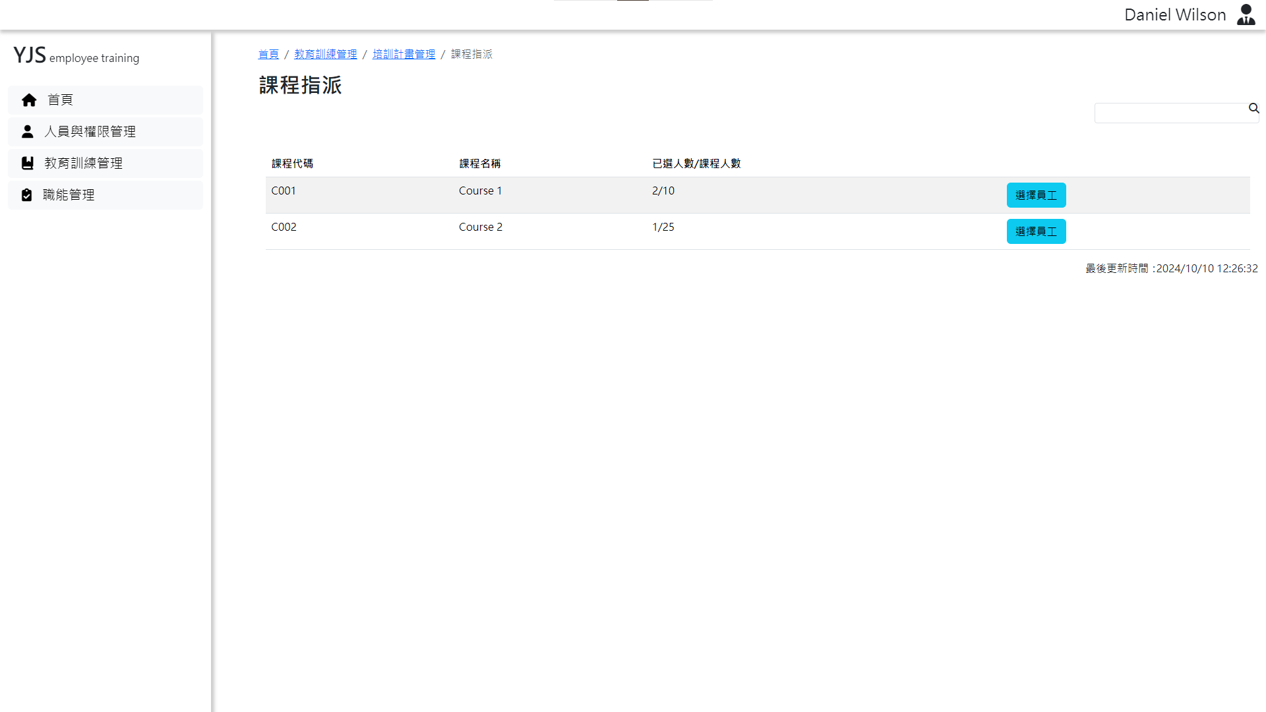 Daniel Wilson
YJS employee training
首頁
人員與權限管理
教育訓練管理
職能管理
首頁 / 教育訓練管理 / 培訓計畫管理 / 課程指派
課程指派
課程代碼 課程名稱 已選人數/課程人數
C001 Course 1 2/10 選擇員工
C002 Course 2 1/25 選擇員工
最後更新時間 :2024/10/10 12:26:32